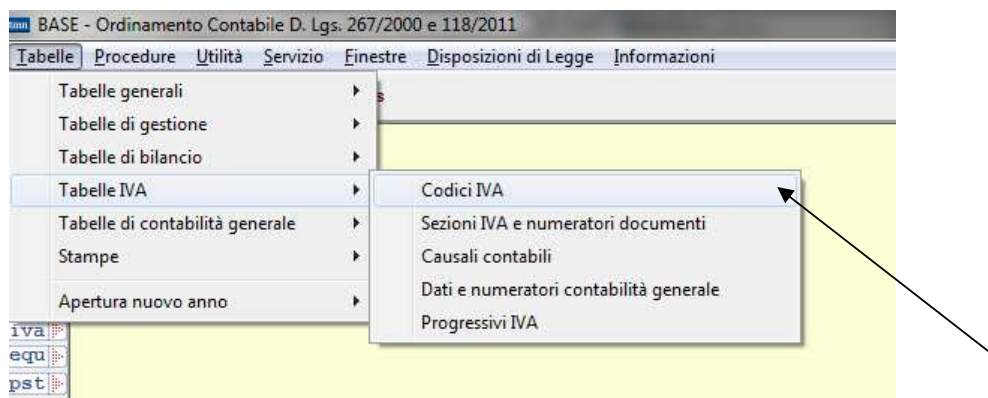 BASE - Ordinamento Contabile D. Lgs. 267/2000 e 118/2011
Tabelle Procedure Utilità Servizio Finestre Disposizioni di Legge Informazioni
Tabelle generali
Tabelle di gestione
Tabelle di bilancio
Tabelle IVA
Tabelle di contabilità generale
Stampe
Apertura nuovo anno
Codici IVA
Sezioni IVA e numeratori documenti
Causali contabili
Dati e numeratori contabilità generale
Progressivi IVA
iva
equ
pst